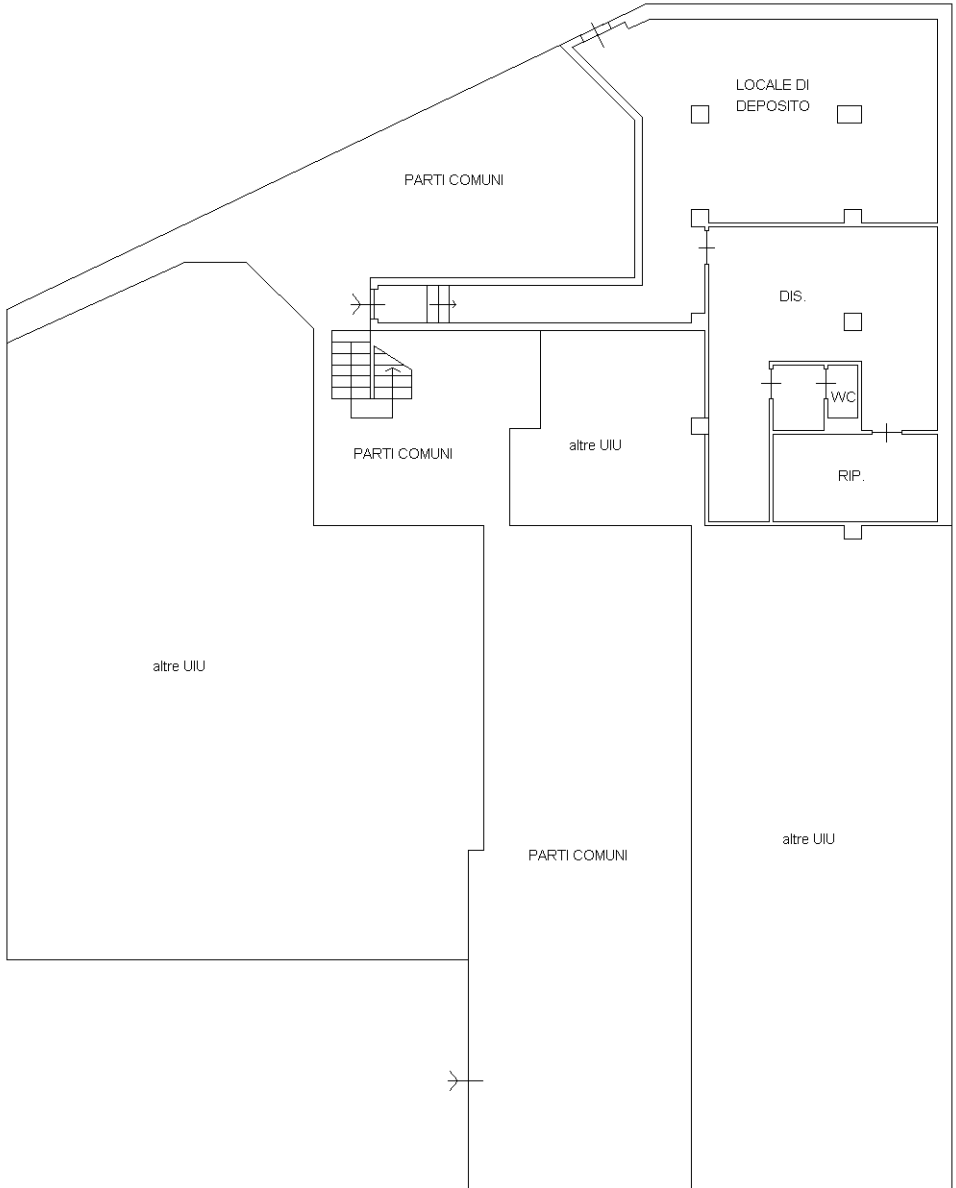 LOCALE DI
DEPOSITO
PARTI COMUNI
DIS.
WC
altre UIU
PARTI COMUNI
RIP.
altre UIU
altre UIU
PARTI COMUNI